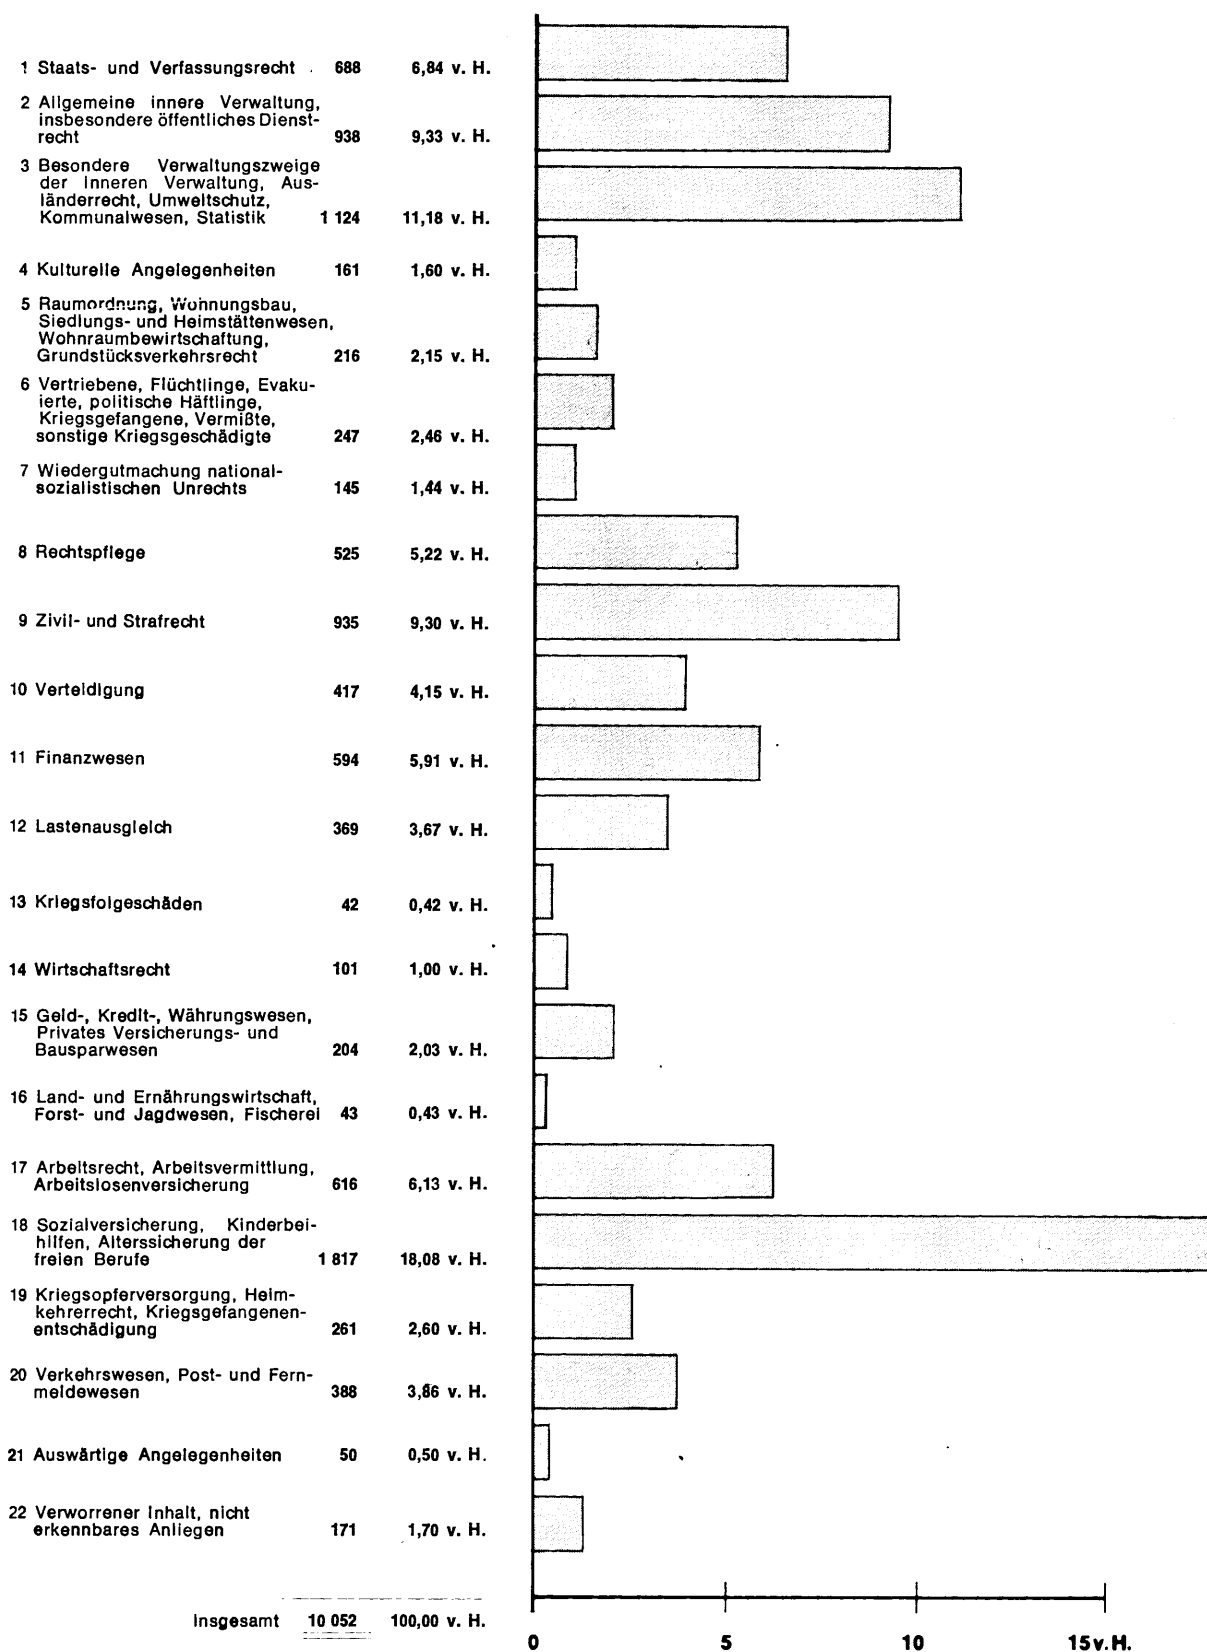 1 Staats- und Verfassungsrecht 688 6,84 v. H.
2 Allgemeine innere Verwaltung,
insbesondere öffentliches Dienst-
recht 938 9,33 v. H.
3 Besondere Verwaltungszweige
der inneren Verwaltung, Aus-
länderrecht, Umweltschutz,
Kommunalwesen, Statistik 1 124 11,18 v. H.
4 Kulturelle Angelegenheiten 161 1,60 v. H.
5 Raumordnung, Wohnungsbau,
Siedlungs- und Heimstättenwesen,
Wohnraumbewirtschaftung,
Grundstücksverkehrsrecht 216 2,15 v. H.
6 Vertriebene, Flüchtlinge, Evaku-
ierte, politische Häftlinge,
Kriegsgefangene, Vermißte,
sonstige Kriegsgeschädigte 247 2,46 v. H.
7 Wiedergutmachung national-
sozialistischen Unrechts 145 1,44 v. H.
8 Rechtspflege 525 5,22 v. H.
9 Zivil- und Strafrecht 935 9,30 v. H.
10 Verteidigung 417 4,15 v. H.
11 Finanzwesen 594 5,91 v. H.
12 Lastenausgleich 369 3,67 v. H.
13 Kriegsfolgeschäden 42 0,42 v. H.
14 Wirtschaftsrecht 101 1,00 v. H.
15 Geld-, Kredit-, Währungswesen,
Privates Versicherungs- und
Bausparwesen 204 2,03 v. H.
16 Land- und Ernährungswirtschaft,
Forst- und Jagdwesen, Fischerei 43 0,43 v. H.
17 Arbeitsrecht, Arbeitsvermittlung,
Arbeitslosenversicherung 616 6,13 v. H.
18 Sozialversicherung, Kinderbei-
hilfen, Alterssicherung der
freien Berufe 1 817 18,08 v. H.
19 Kriegsopferversorgung, Heim-
kehrerrecht, Kriegsgefangenen-
entschädigung 261 2,60 v. H.
20 Verkehrswesen, Post- und Fern-
meldewesen 388 3,86 v. H.
21 Auswärtige Angelegenheiten 50 0,50 v. H.
22 Verworrener Inhalt, nicht
erkennbares Anliegen 171 1,70 v. H.
Insgesamt 10 052 100,00 v. H.
0 5 10 15 v. H.